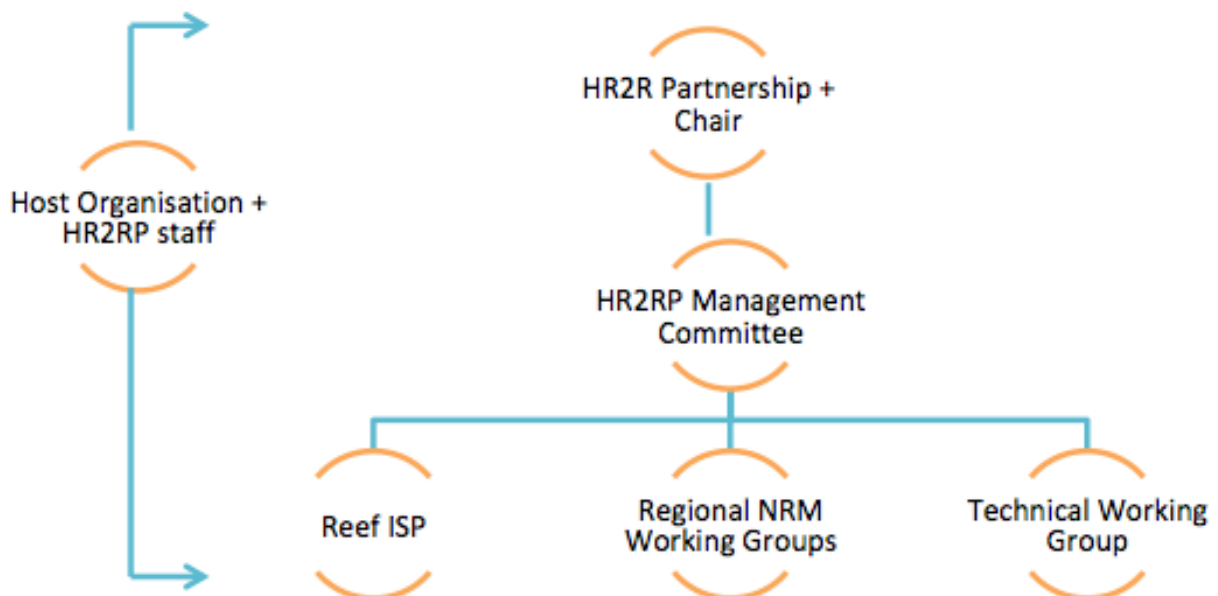 HR2R Partnership +
Chair
Host Organisation +
HR2RP staff
HR2RP Management
Committee
Reef ISP
Regional NRM
Working Groups
Technical Working
Group